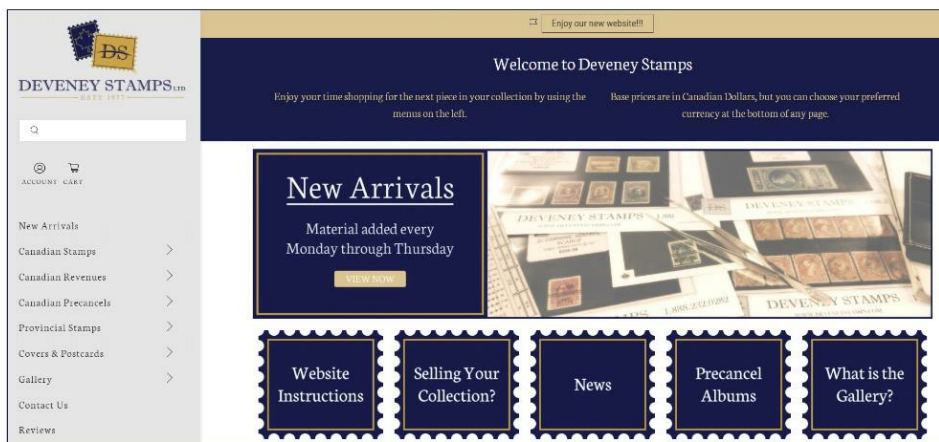 DS
DEVENEY STAMPS LTD
ESTD 1977
ACCOUNT CART
New Arrivals
Canadian Stamps
Canadian Revenues
Canadian Precancels
Provincial Stamps
Covers & Postcards
Gallery
Contact Us
Reviews
Enjoy our new website!!!
Welcome to Deveney Stamps
Enjoy your time shopping for the next piece in your collection by using the
menus on the left.
Base prices are in Canadian Dollars, but you can choose your preferred
currency at the bottom of any page.
New Arrivals
Material added every
Monday through Thursday
VIEW NOW
DEVENEY STAMPS
DEVENEY STAMPS
Website
Instructions
Selling Your
Collection?
News
Precancel
Albums
What is the
Gallery?